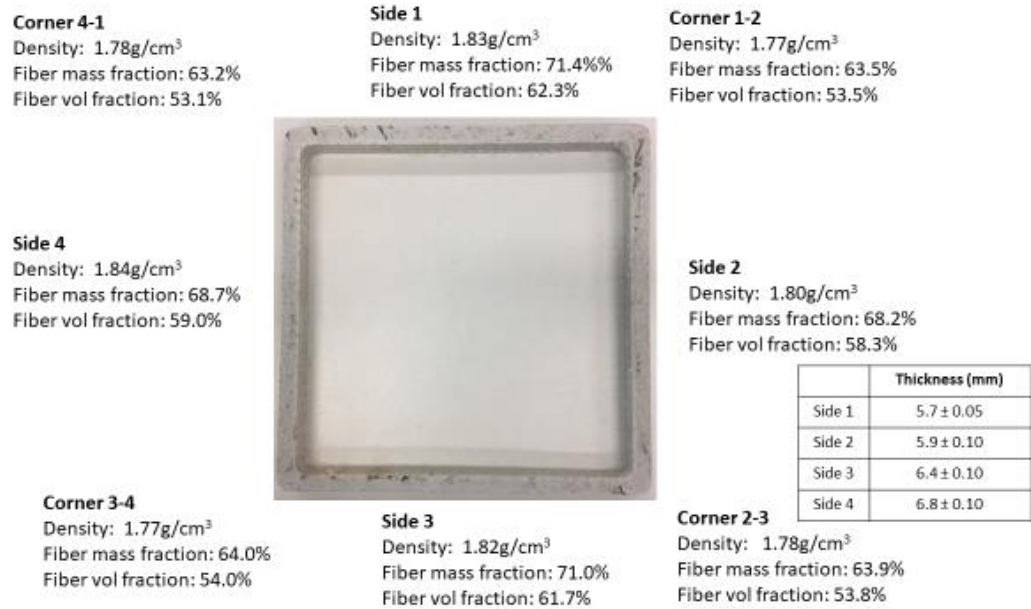 Corner 4-1
Density: 1.78g/cm³
Fiber mass fraction: 63.2%
Fiber vol fraction: 53.1%
Side 1
Density: 1.83g/cm³
Fiber mass fraction: 71.4%%
Fiber vol fraction: 62.3%
Corner 1-2
Density: 1.77g/cm³
Fiber mass fraction: 63.5%
Fiber vol fraction: 53.5%
Side 4
Density: 1.84g/cm³
Fiber mass fraction: 68.7%
Fiber vol fraction: 59.0%
Side 2
Density: 1.80g/cm³
Fiber mass fraction: 68.2%
Fiber vol fraction: 58.3%
Thickness (mm)
Side 1 5.7 ± 0.05
Side 2 5.9 ± 0.10
Side 3 6.4 ± 0.10
Side 4 6.8 ± 0.10
Corner 3-4
Density: 1.77g/cm³
Fiber mass fraction: 64.0%
Fiber vol fraction: 54.0%
Side 3
Density: 1.82g/cm³
Fiber mass fraction: 71.0%
Fiber vol fraction: 61.7%
Corner 2-3
Density: 1.78g/cm³
Fiber mass fraction: 63.9%
Fiber vol fraction: 53.8%